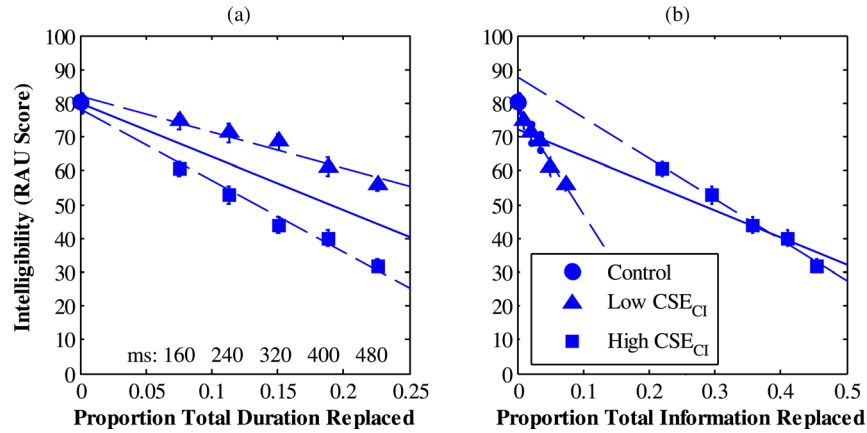 (a)
(b)
Intelligibility (RAU Score)
100
90
80
70
60
50
40
30
20
10
0
ms: 160 240 320 400 480
0 0.05 0.1 0.15 0.2 0.25
Proportion Total Duration Replaced
100
90
80
70
60
50
40
30
20
10
0
Control
Low CSE_CI
High CSE_CI
0 0.1 0.2 0.3 0.4 0.5
Proportion Total Information Replaced